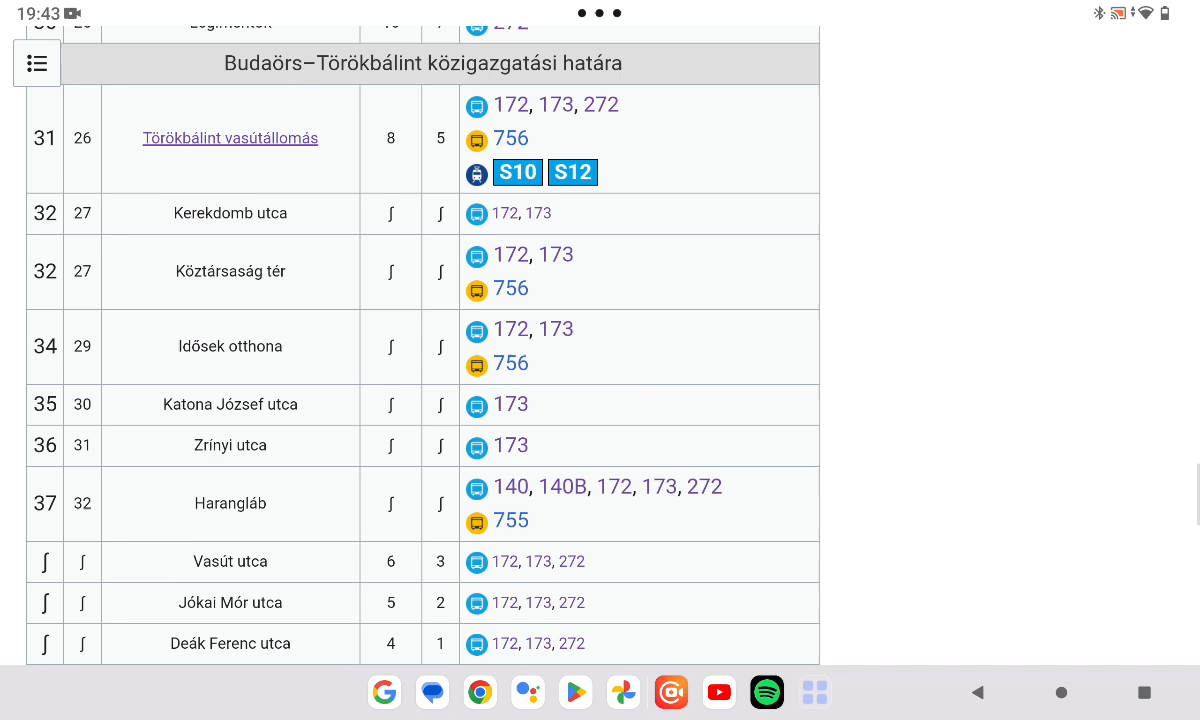 19:43
272
Budaörs–Törökbálint közigazgatási határa
31 26 Törökbálint vasútállomás 8 5 172, 173, 272
756
S10 S12
32 27 Kerekdomb utca ∫ ∫ 172, 173
32 27 Köztársaság tér ∫ ∫ 172, 173
756
34 29 Idősek otthona ∫ ∫ 172, 173
756
35 30 Katona József utca ∫ ∫ 173
36 31 Zrínyi utca ∫ ∫ 173
37 32 Harangláb ∫ ∫ 140, 140B, 172, 173, 272
755
∫ ∫ Vasút utca 6 3 172, 173, 272
∫ ∫ Jókai Mór utca 5 2 172, 173, 272
∫ ∫ Deák Ferenc utca 4 1 172, 173, 272